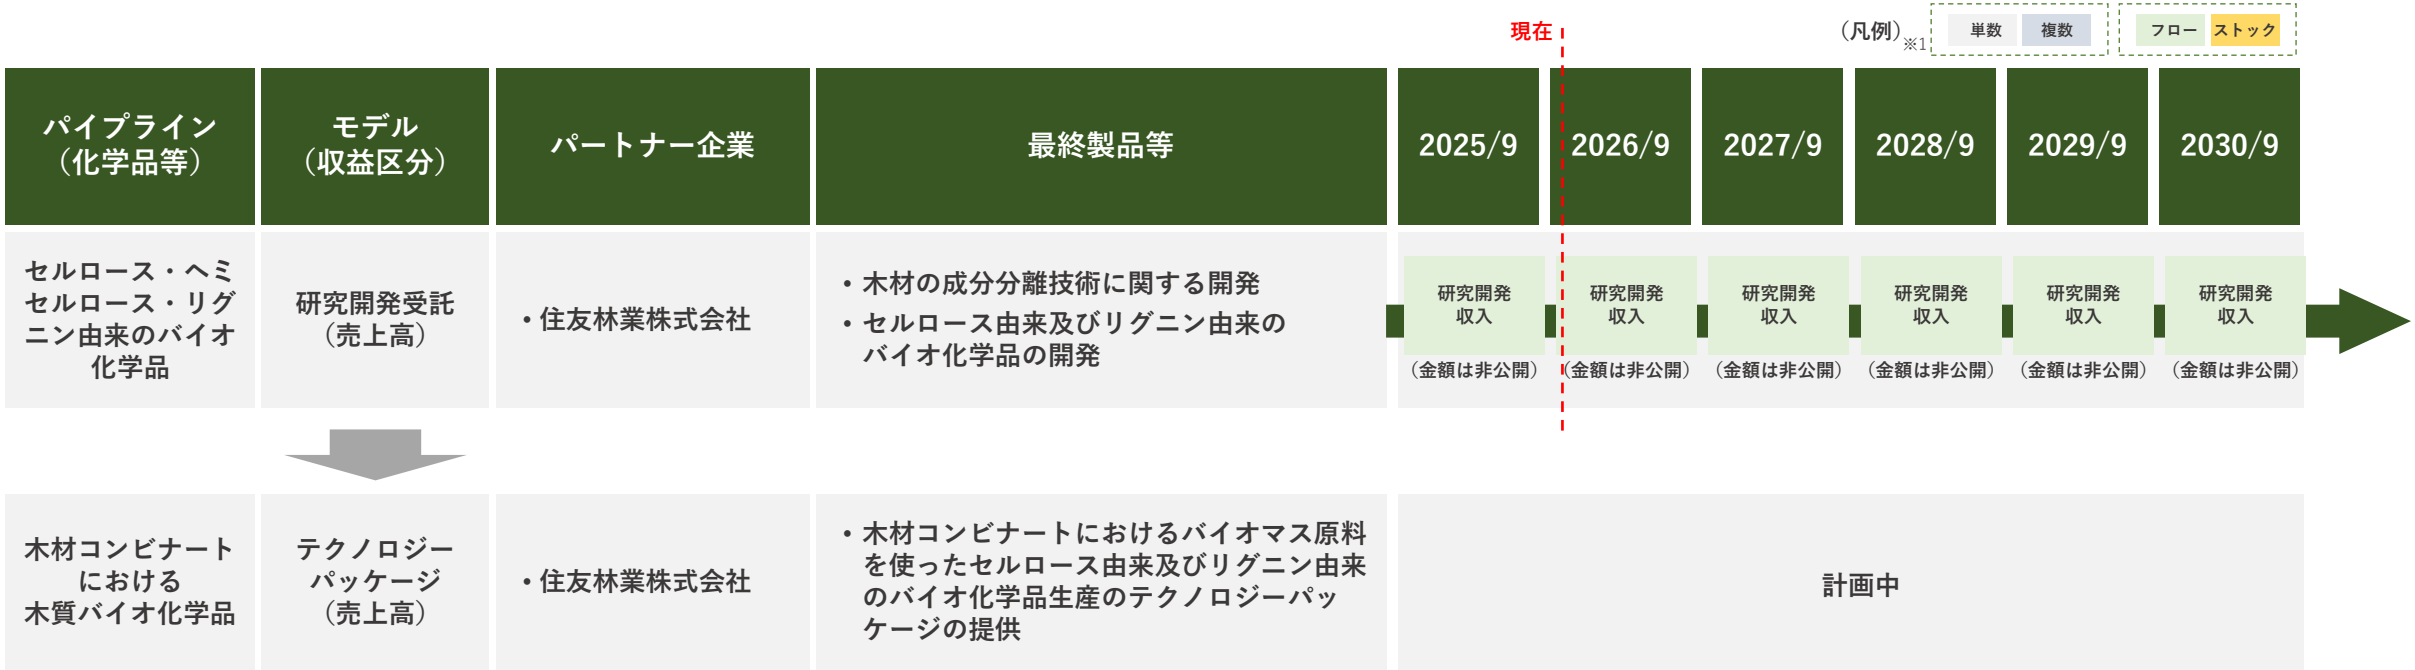 現在
（凡例）※1
単数
複数
フロー
ストック
パイプライン
（化学品等）
モデル
（収益区分）
パートナー企業
最終製品等
2025/9
2026/9
2027/9
2028/9
2029/9
2030/9
セルロース・ヘミ
セルロース・リグ
ニン由来のバイオ
化学品
研究開発受託
（売上高）
・住友林業株式会社
・木材の成分分離技術に関する開発
・セルロース由来及びリグニン由来の
バイオ化学品の開発
研究開発
収入
（金額は非公開）
研究開発
収入
（金額は非公開）
研究開発
収入
（金額は非公開）
研究開発
収入
（金額は非公開）
研究開発
収入
（金額は非公開）
研究開発
収入
（金額は非公開）
木材コンビナート
における
木質バイオ化学品
テクノロジー
パッケージ
（売上高）
・住友林業株式会社
・木材コンビナートにおけるバイオマス原料
を使ったセルロース由来及びリグニン由来
のバイオ化学品生産のテクノロジーパッ
ケージの提供
計画中